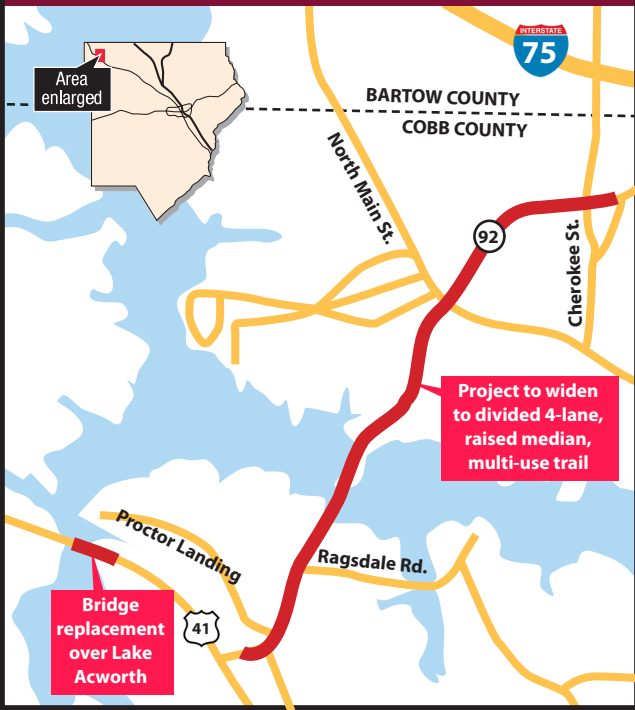 INTERSTATE
75
Area
enlarged
BARTOW COUNTY
COBB COUNTY
North Main St.
92
Cherokee St.
Project to widen
to divided 4-lane,
raised median,
multi-use trail
Proctor Landing
Ragsdale Rd.
Bridge
replacement
over Lake
Acworth
41